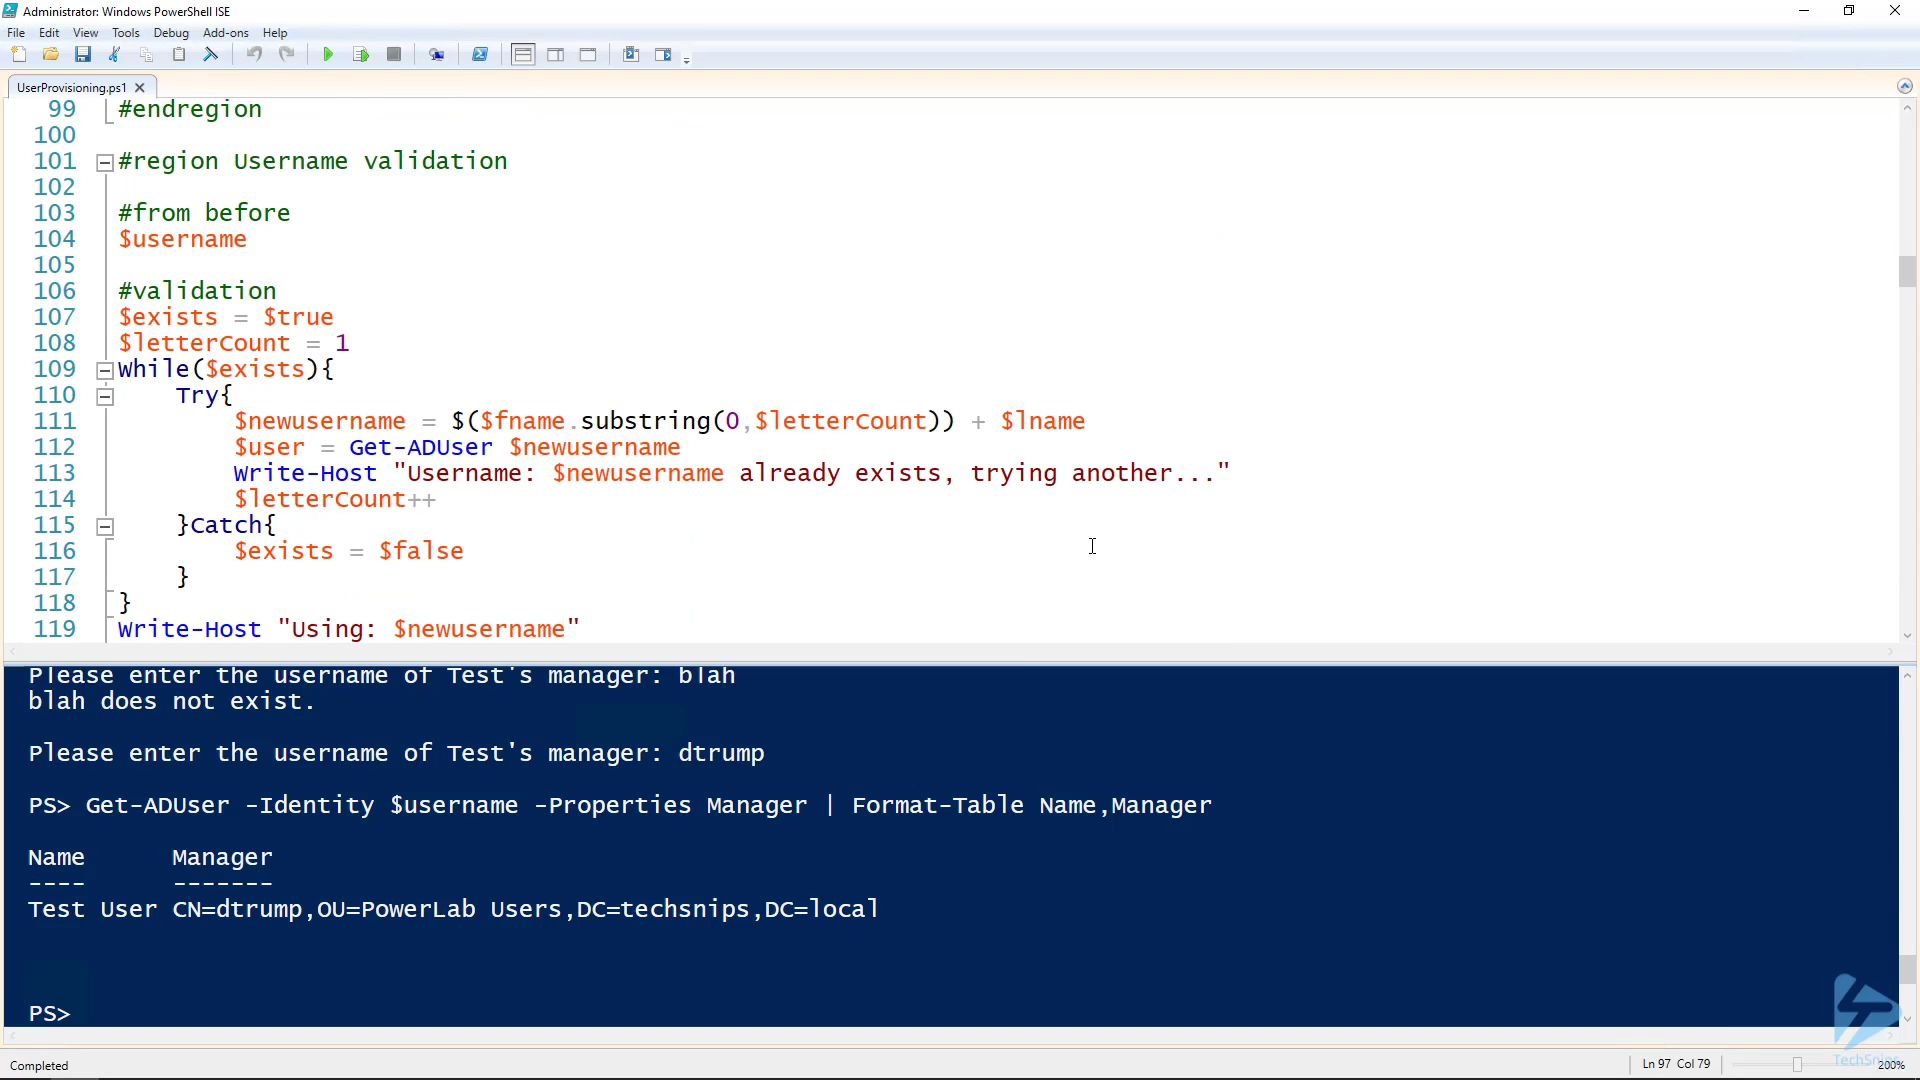 Administrator: Windows PowerShell ISE
File Edit View Tools Debug Add-ons Help
UserProvisioning.ps1
99 #endregion
100
101 #region Username validation
102
103 #from before
104 $username
105
106 #validation
107 $exists = $true
108 $letterCount = 1
109 While($exists){
110     Try{
111         $newusername = $($fname.substring(0,$letterCount)) + $lname
112         $user = Get-ADUser $newusername
113         Write-Host "Username: $newusername already exists, trying another..."
114         $letterCount++
115     }Catch{
116         $exists = $false
117     }
118 }
119 Write-Host "Using: $newusername"
Please enter the username of Test's manager: blah
blah does not exist.
Please enter the username of Test's manager: dtrump
PS> Get-ADUser -Identity $username -Properties Manager | Format-Table Name,Manager
Name      Manager
----      -------
Test User CN=dtrump,OU=PowerLab Users,DC=techsnips,DC=local
PS>
Completed
Ln 97 Col 79
200%
TechSnips